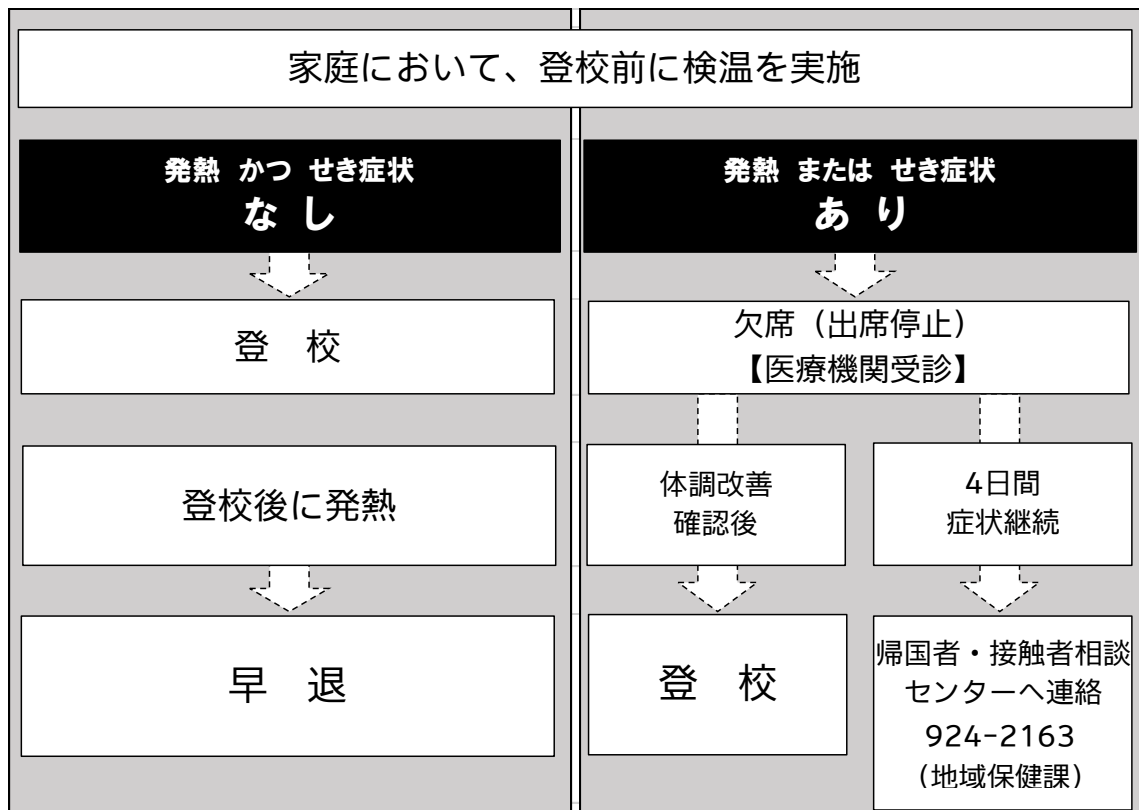 家庭において、登校前に検温を実施
発熱 かつ せき症状
なし
登　校
登校後に発熱
早　退
発熱 または せき症状
あり
欠席（出席停止）
【医療機関受診】
体調改善
確認後
登　校
4日間
症状継続
帰国者・接触者相談
センターへ連絡
924-2163
（地域保健課）